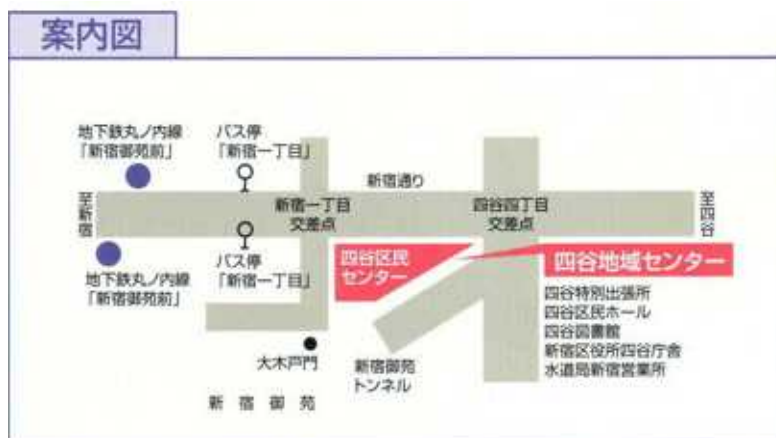 案内図
地下鉄丸ノ内線
「新宿御苑前」
バス停
「新宿一丁目」
新宿通り
至新宿
新宿一丁目
交差点
四谷四丁目
交差点
至四谷
地下鉄丸ノ内線
「新宿御苑前」
バス停
「新宿一丁目」
四谷区民
センター
四谷地域センター
四谷特別出張所
四谷区民ホール
四谷図書館
新宿区役所四谷庁舎
水道局新宿営業所
大木戸門
新宿御苑
トンネル
新宿御苑